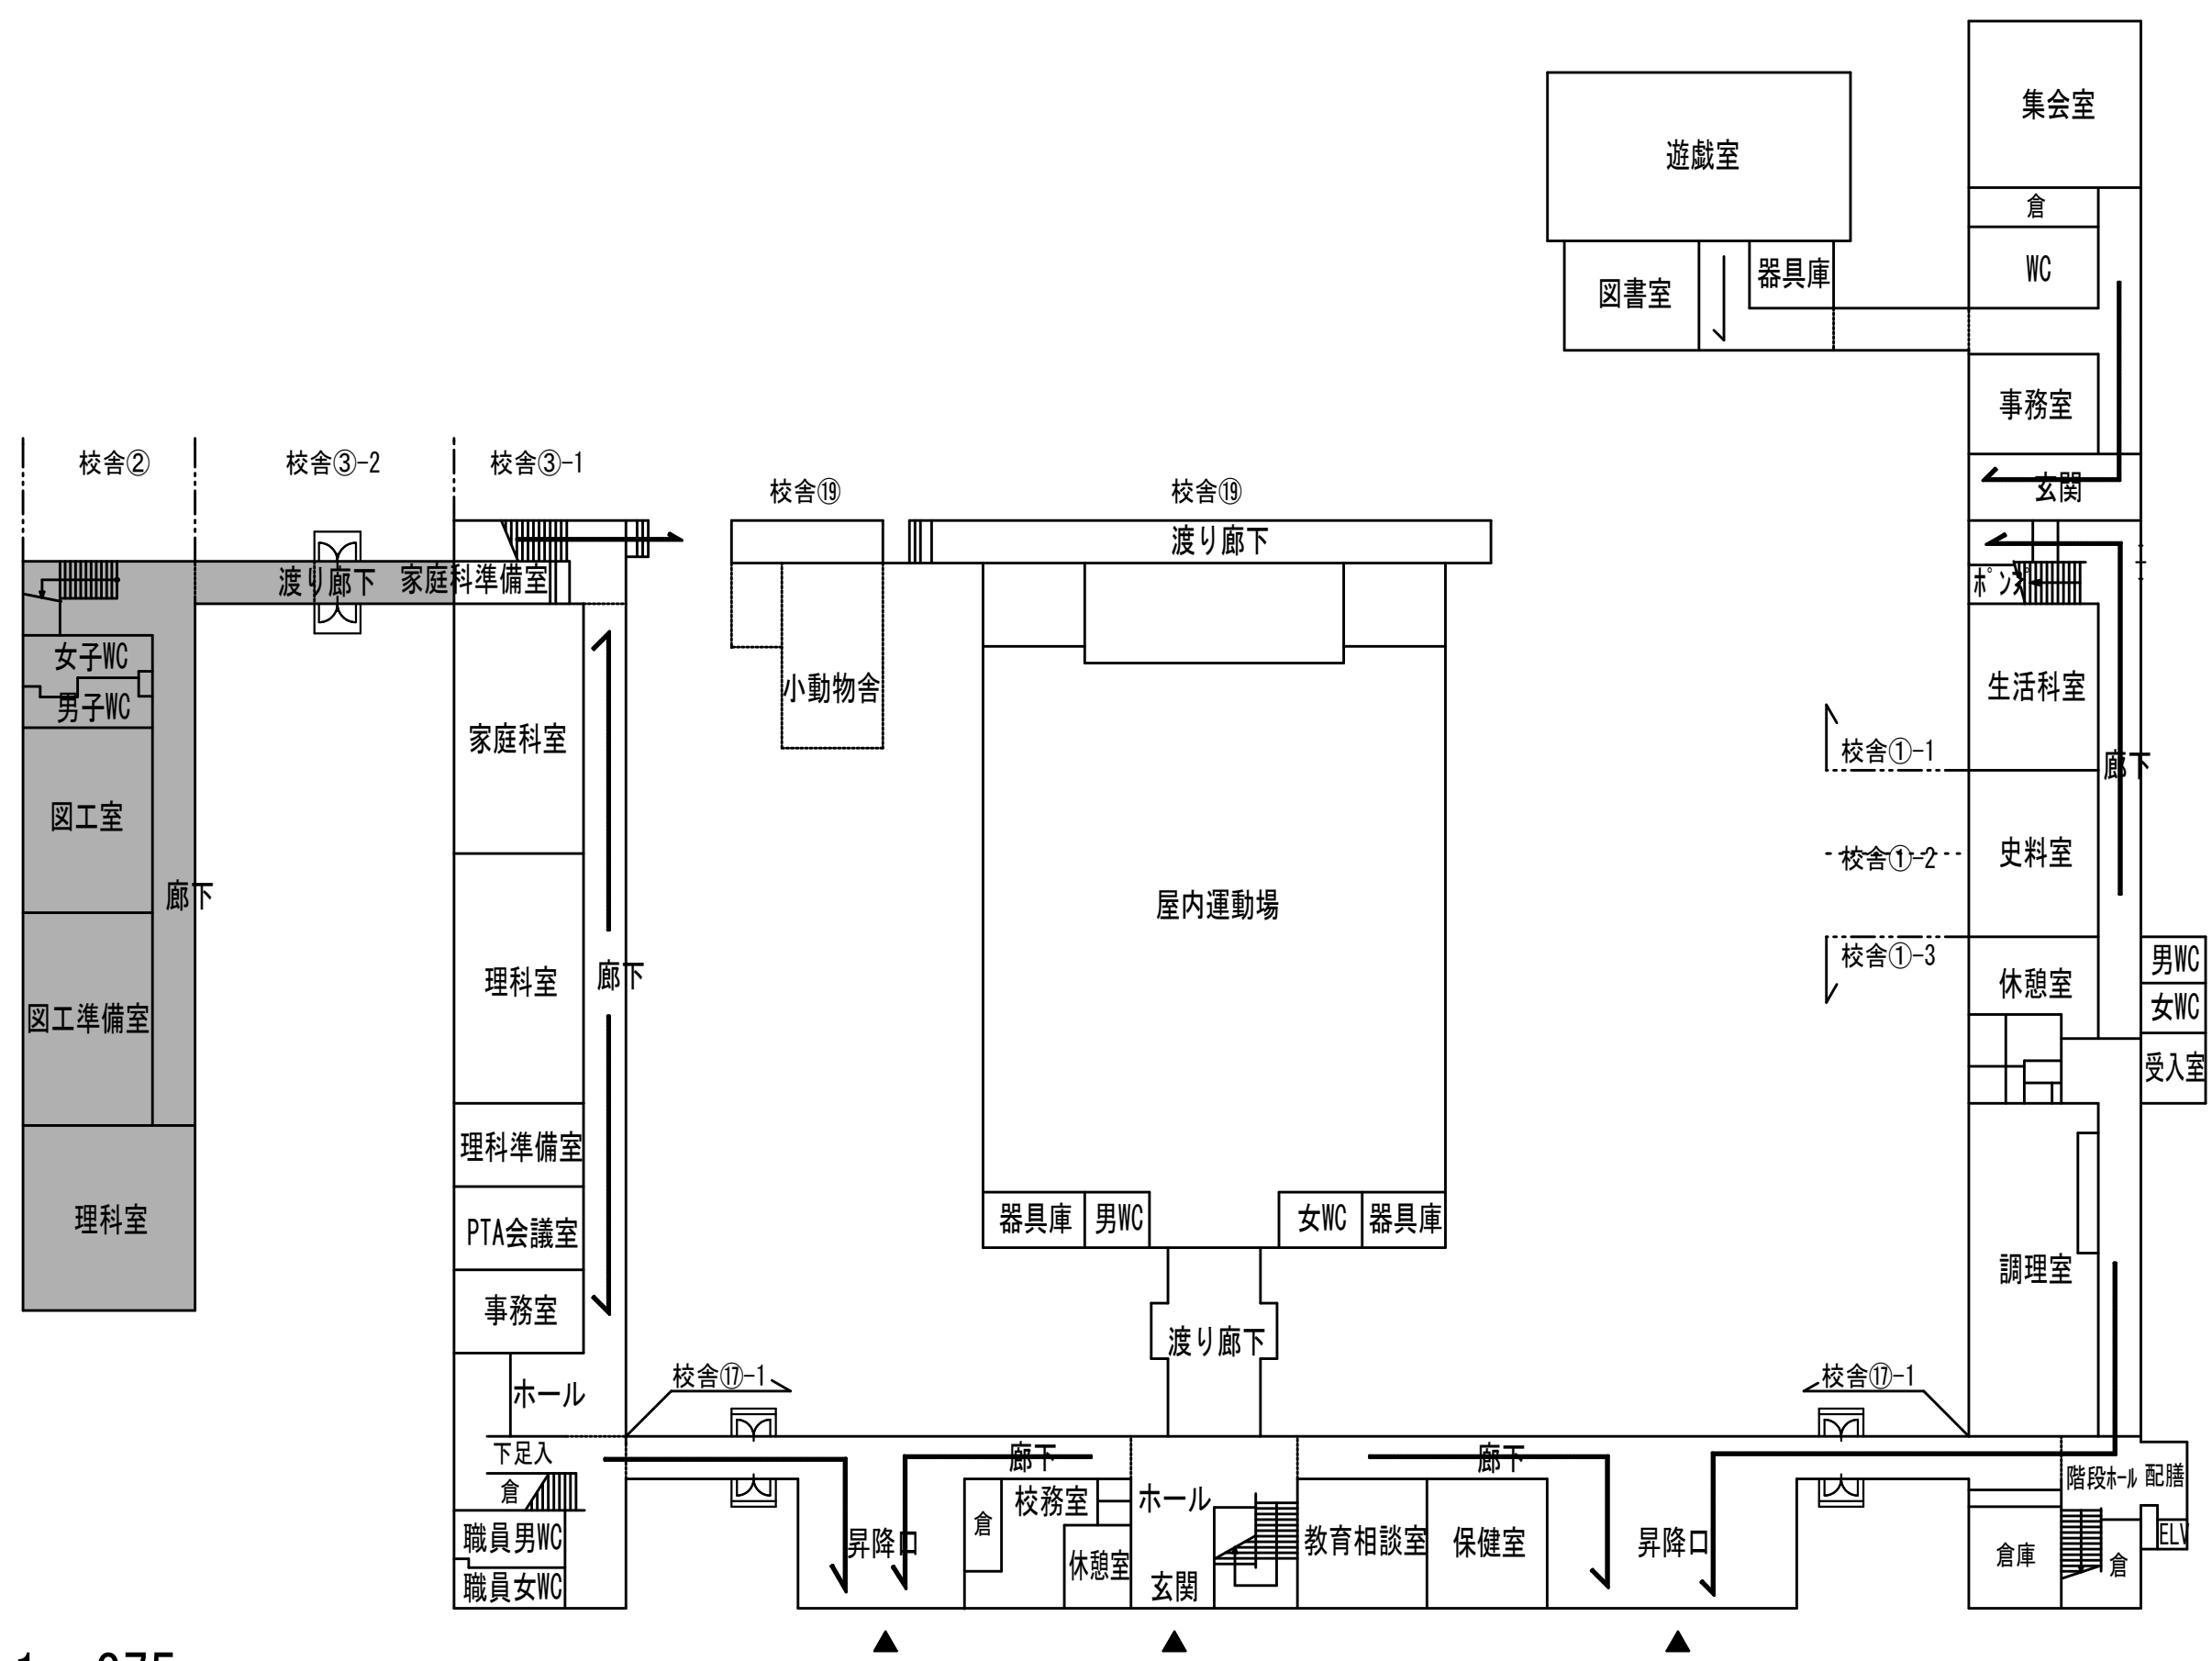 集会室
遊戯室
倉
WC
図書室
器具庫
事務室
玄関
校舎②
校舎③-2
校舎③-1
校舎⑲
校舎⑲
渡り廊下
渡り廊下
家庭科準備室
ポンプ
女子WC
男子WC
小動物舎
生活科室
家庭科室
校舎①-1
廊下
図工室
史料室
校舎①-2
廊下
屋内運動場
校舎①-3
男WC
理科室
廊下
休憩室
女WC
図工準備室
受入室
理科準備室
理科室
PTA会議室
器具庫
男WC
女WC
器具庫
調理室
事務室
渡り廊下
校舎⑰-1
校舎⑰-1
ホール
下足入
廊下
廊下
階段ホール
配膳
倉
校務室
ホール
倉
職員男WC
昇降口
教育相談室
保健室
昇降口
ELV
倉庫
休憩室
倉
職員女WC
玄関